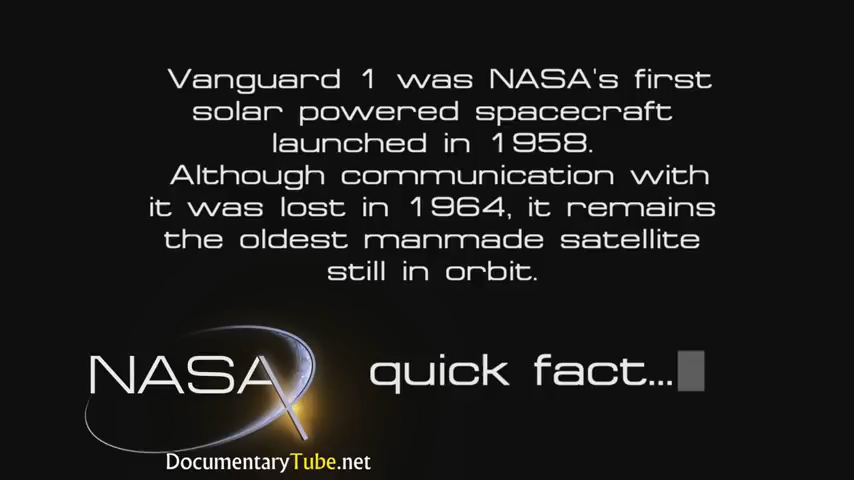 Vanguard 1 was NASA's first
solar powered spacecraft
launched in 1958.
Although communication with
it was lost in 1964, it remains
the oldest manmade satellite
still in orbit.
NASA
quick fact...
DocumentaryTube.net